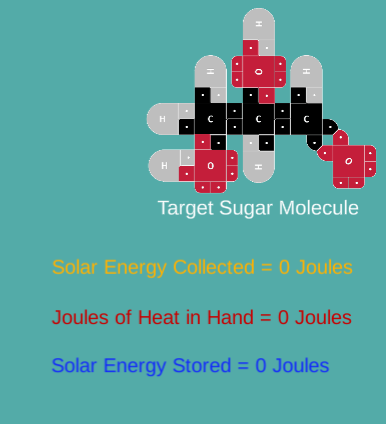 H
H O H
H C C C
H O H O
Target Sugar Molecule
Solar Energy Collected = 0 Joules
Joules of Heat in Hand = 0 Joules
Solar Energy Stored = 0 Joules